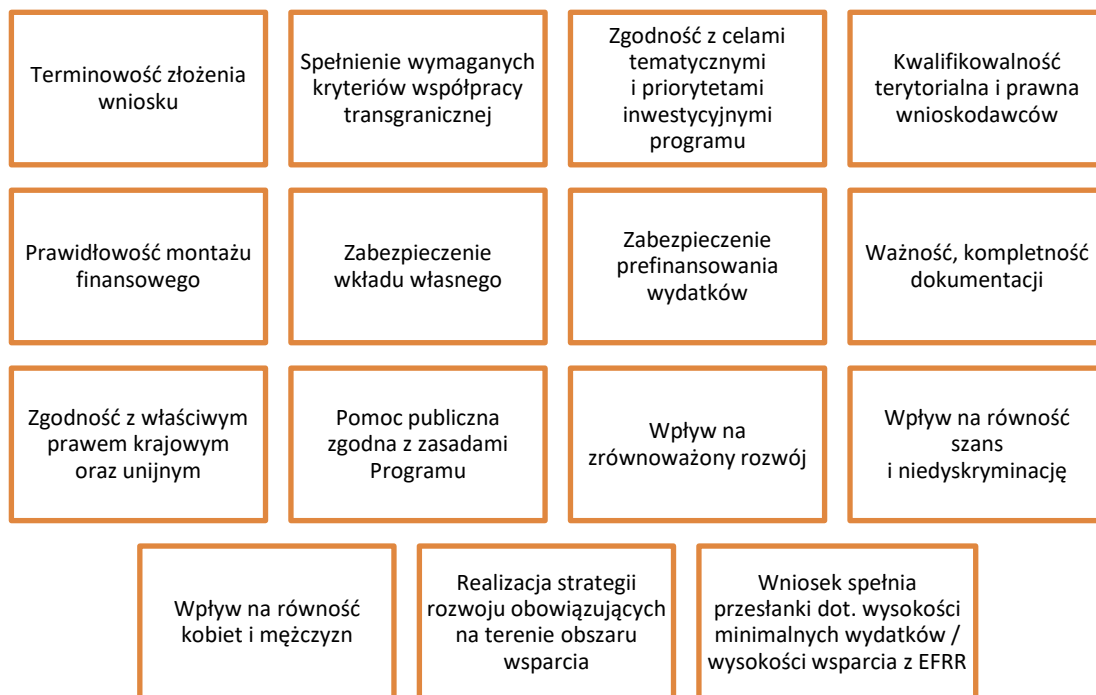 Terminowość złożenia
wniosku
Spełnienie wymaganych
kryteriów współpracy
transgranicznej
Zgodność z celami
tematycznymi
i priorytetami
inwestycyjnymi
programu
Kwalifikowalność
terytorialna i prawna
wnioskodawców
Prawidłowość montażu
finansowego
Zabezpieczenie
wkładu własnego
Zabezpieczenie
prefinansowania
wydatków
Ważność, kompletność
dokumentacji
Zgodność z właściwym
prawem krajowym
oraz unijnym
Pomoc publiczna
zgodna z zasadami
Programu
Wpływ na
zrównoważony rozwój
Wpływ na równość
szans
i niedyskryminację
Wpływ na równość
kobiet i mężczyzn
Realizacja strategii
rozwoju obowiązujących
na terenie obszaru
wsparcia
Wniosek spełnia
przesłanki dot. wysokości
minimalnych wydatków /
wysokości wsparcia z EFRR